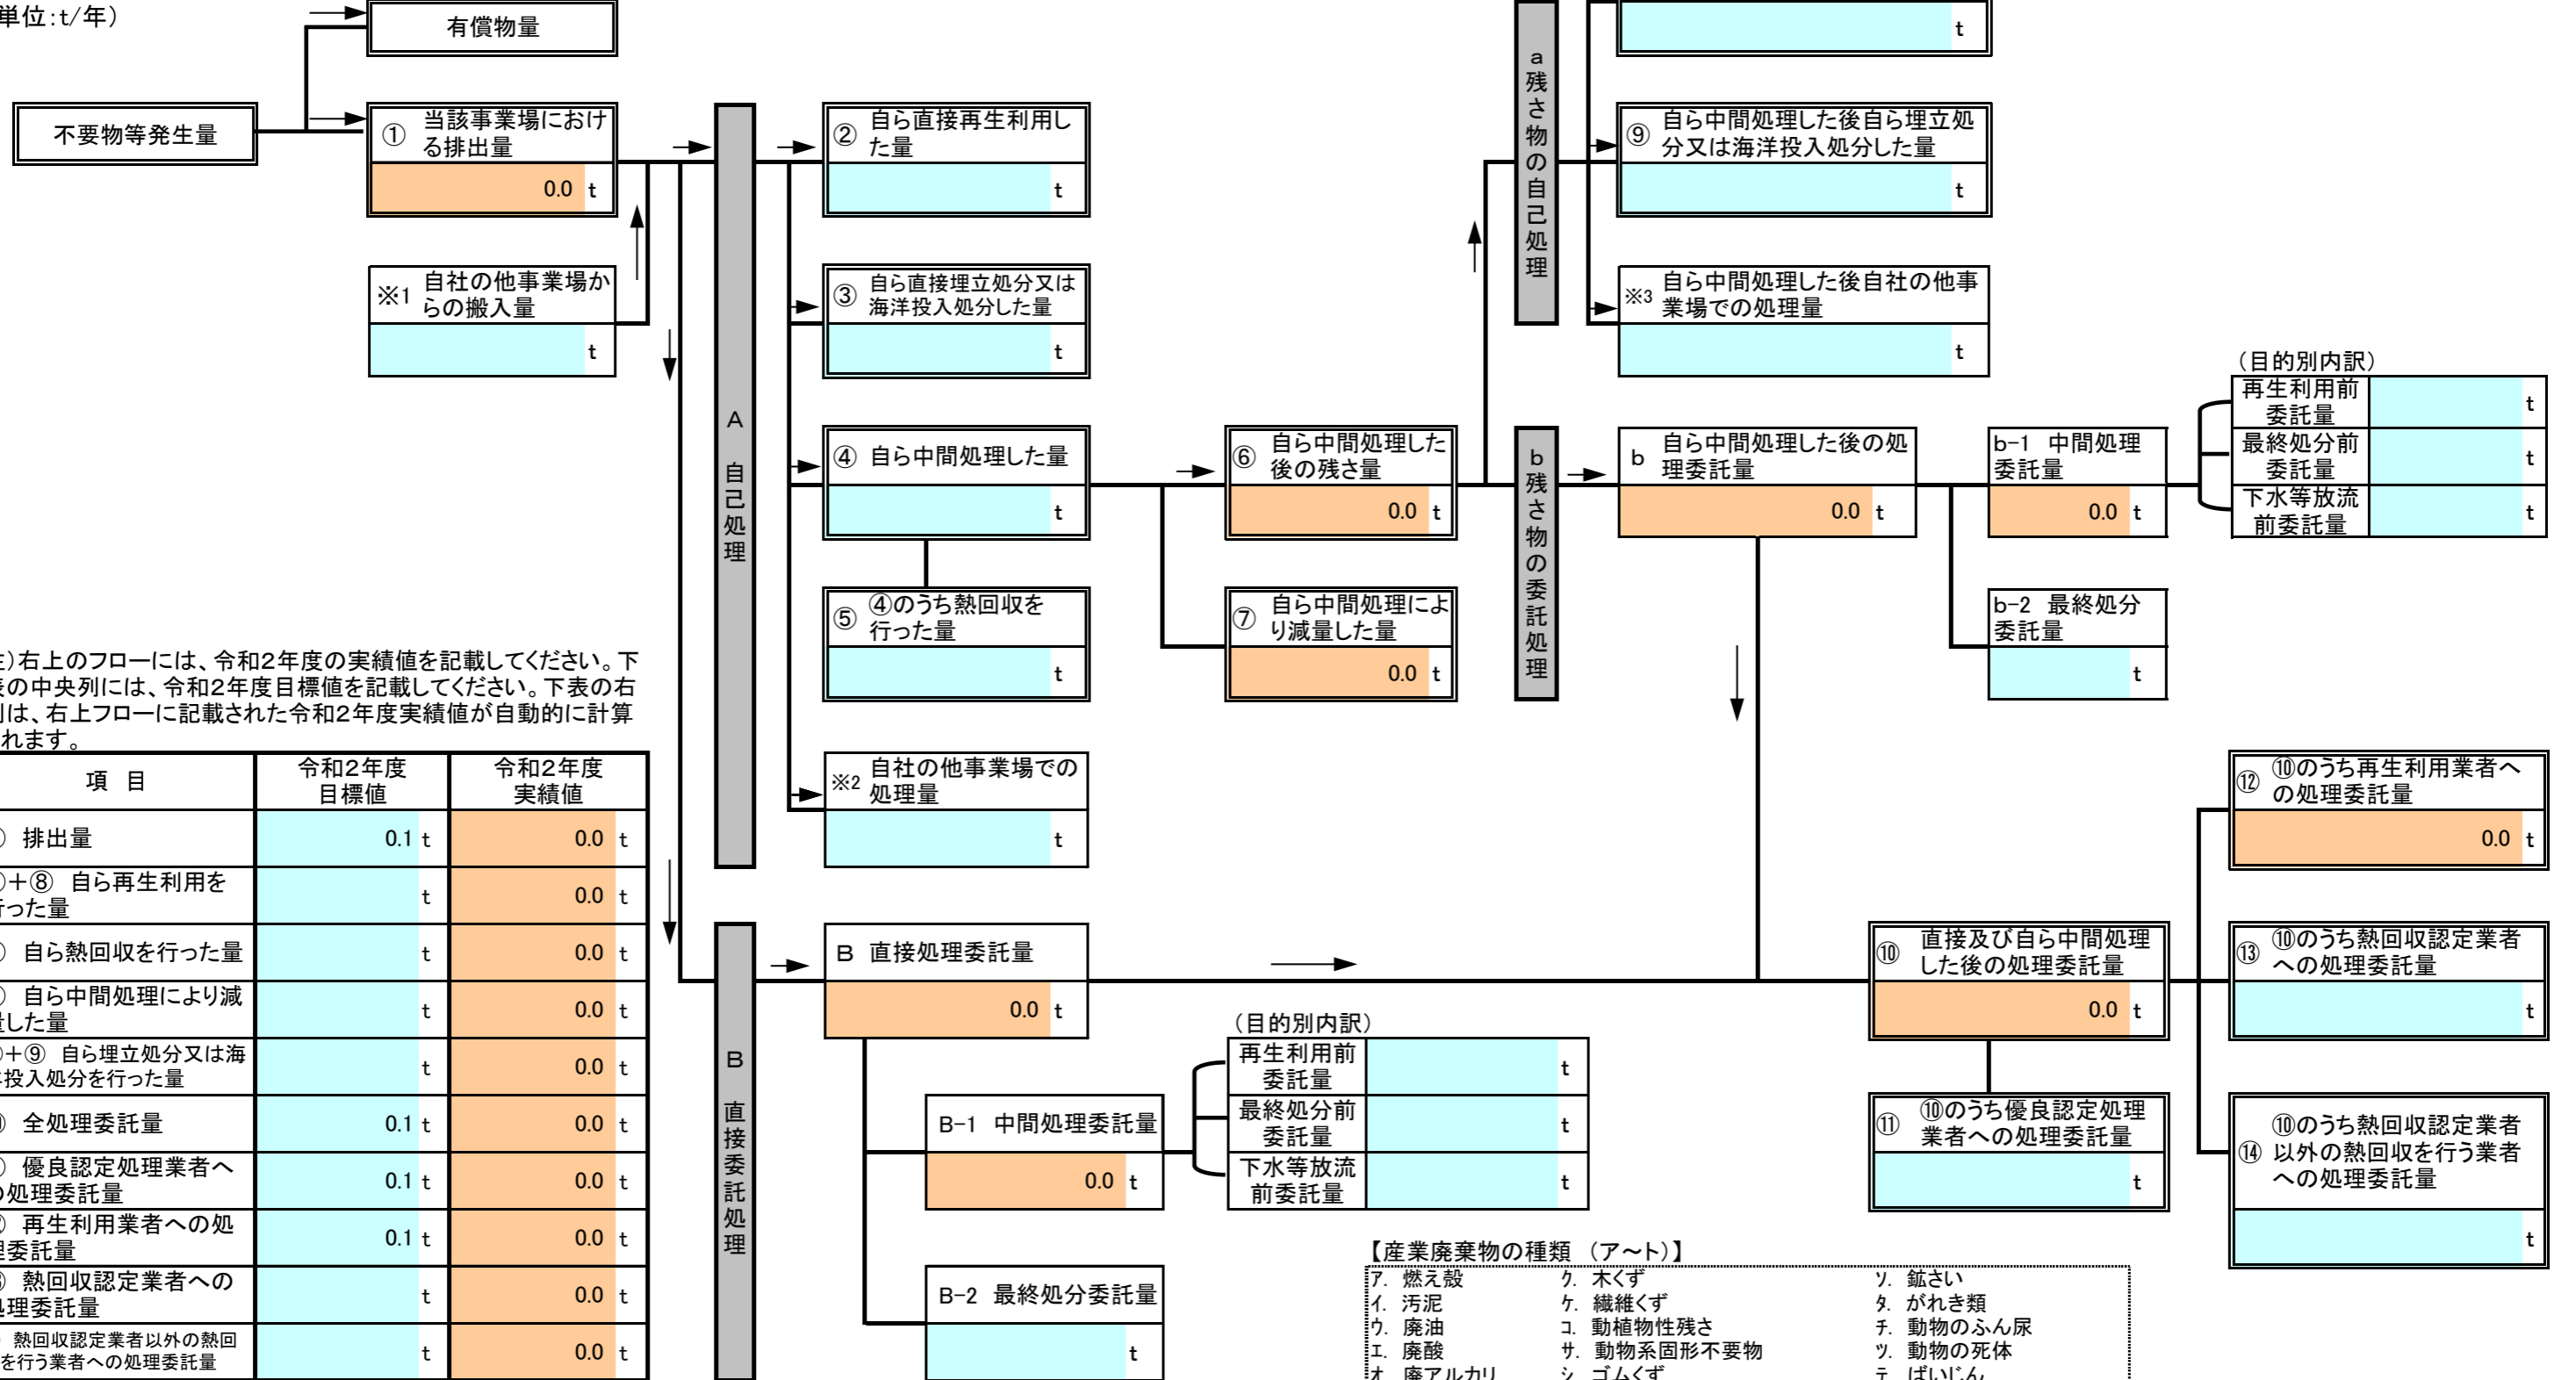 単位:t/年)
有償物量
不要物等発生量
① 当該事業場におけ
る排出量
0.0 t
※1 自社の他事業場か
らの搬入量
t
A 自己処理
② 自ら直接再生利用し
た量
t
③ 自ら直接埋立処分又は
海洋投入処分した量
t
④ 自ら中間処理した量
t
⑤ ④のうち熱回収を
行った量
t
※2 自社の他事業場での
処理量
t
⑥ 自ら中間処理した
後の残さ量
0.0 t
⑦ 自ら中間処理によ
り減量した量
0.0 t
a 残さ物の自己処理
t
⑨ 自ら中間処理した後自ら埋立処
分又は海洋投入処分した量
t
※3 自ら中間処理した後自社の他事
業場での処理量
t
b 残さ物の委託処理
b 自ら中間処理した後の処
理委託量
0.0 t
b-1 中間処理
委託量
0.0 t
(目的別内訳)
再生利用前
委託量
t
最終処分前
委託量
t
下水等放流
前委託量
t
b-2 最終処分
委託量
t
)右上のフローには、令和2年度の実績値を記載してください。下
表の中央列には、令和2年度目標値を記載してください。下表の右
列は、右上フローに記載された令和2年度実績値が自動的に計算
れます。
項 目
令和2年度
目標値
令和2年度
実績値
排出量 0.1 t 0.0 t
+⑧ 自ら再生利用を
行った量
t 0.0 t
自ら熱回収を行った量 t 0.0 t
自ら中間処理により減
量した量
t 0.0 t
+⑨ 自ら埋立処分又は海
洋投入処分を行った量
t 0.0 t
全処理委託量 0.1 t 0.0 t
優良認定処理業者へ
の処理委託量
0.1 t 0.0 t
再生利用業者への処
理委託量
0.1 t 0.0 t
熱回収認定業者への
処理委託量
t 0.0 t
熱回収認定業者以外の熱回
を行う業者への処理委託量
t 0.0 t
B 直接委託処理
B 直接処理委託量
0.0 t
B-1 中間処理委託量
0.0 t
(目的別内訳)
再生利用前
委託量
t
最終処分前
委託量
t
下水等放流
前委託量
t
B-2 最終処分委託量
t
⑩ 直接及び自ら中間処理
した後の処理委託量
0.0 t
⑪ ⑩のうち優良認定処理
業者への処理委託量
t
⑫ ⑩のうち再生利用業者へ
の処理委託量
0.0 t
⑬ ⑩のうち熱回収認定業者
への処理委託量
t
⑭ ⑩のうち熱回収認定業者
以外の熱回収を行う業者
への処理委託量
t
【産業廃棄物の種類 (ア~ト)】
ア. 燃え殻 ク. 木くず ソ. 鉱さい
イ. 汚泥 ケ. 繊維くず タ. がれき類
ウ. 廃油 コ. 動植物性残さ チ. 動物のふん尿
エ. 廃酸 サ. 動物系固形不要物 ツ. 動物の死体
オ. 廃アルカリ シ. ゴムくず テ. ばいじん